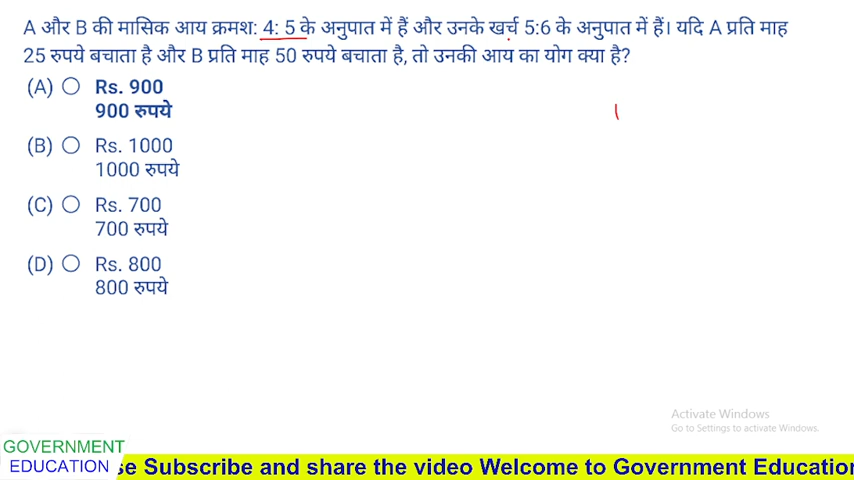 A और B की मासिक आय क्रमश: 4: 5 के अनुपात में हैं और उनके खर्च 5:6 के अनुपात में हैं। यदि A प्रति माह
25 रुपये बचाता है और B प्रति माह 50 रुपये बचाता है, तो उनकी आय का योग क्या है?
(A) Rs. 900
900 रुपये
(B) Rs. 1000
1000 रुपये
(C) Rs. 700
700 रुपये
(D) Rs. 800
800 रुपये
Activate Windows
Go to Settings to activate Windows.
GOVERNMENT
EDUCATION
se Subscribe and share the video Welcome to Government Education